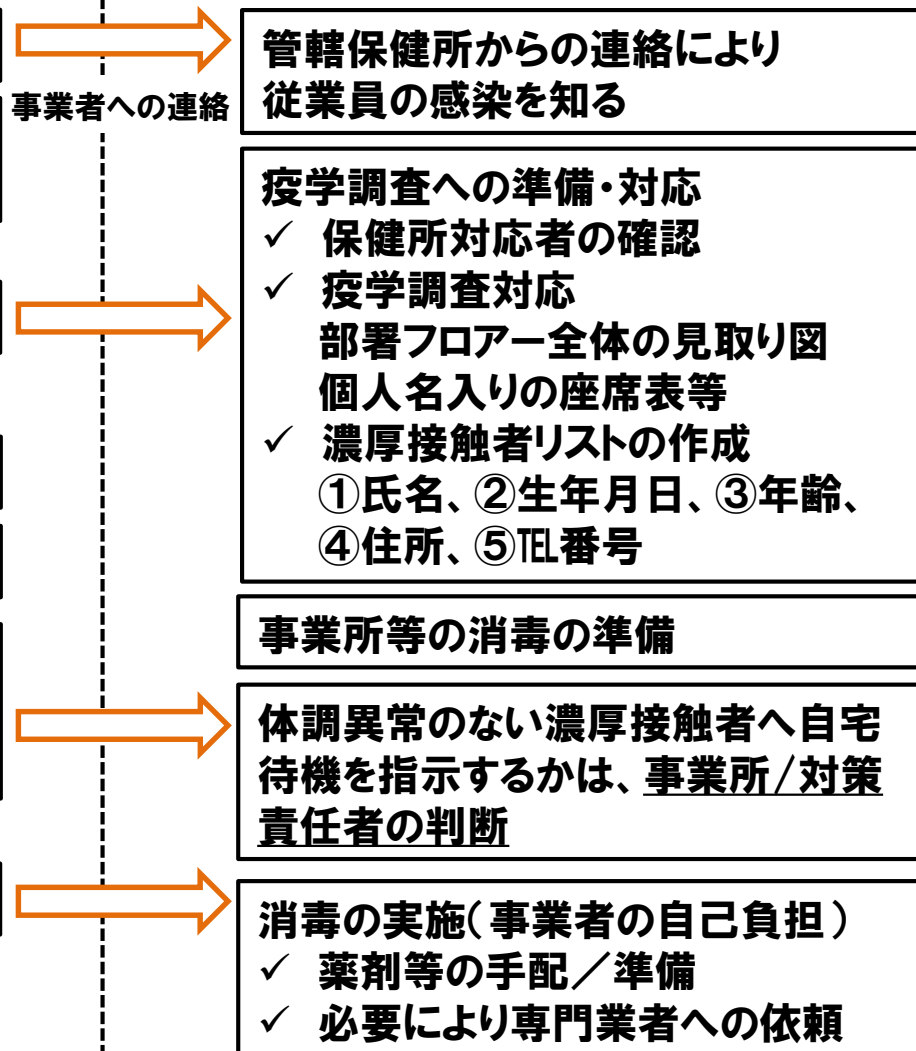 事業者への連絡
管轄保健所からの連絡により
従業員の感染を知る
疫学調査への準備・対応
✓ 保健所対応者の確認
✓ 疫学調査対応
部署フロアー全体の見取り図
個人名入りの座席表等
✓ 濃厚接触者リストの作成
①氏名、②生年月日、③年齢、
④住所、⑤℡番号
事業所等の消毒の準備
体調異常のない濃厚接触者へ自宅
待機を指示するかは、事業所/対策
責任者の判断
消毒の実施(事業者の自己負担)
✓ 薬剤等の手配/準備
✓ 必要により専門業者への依頼